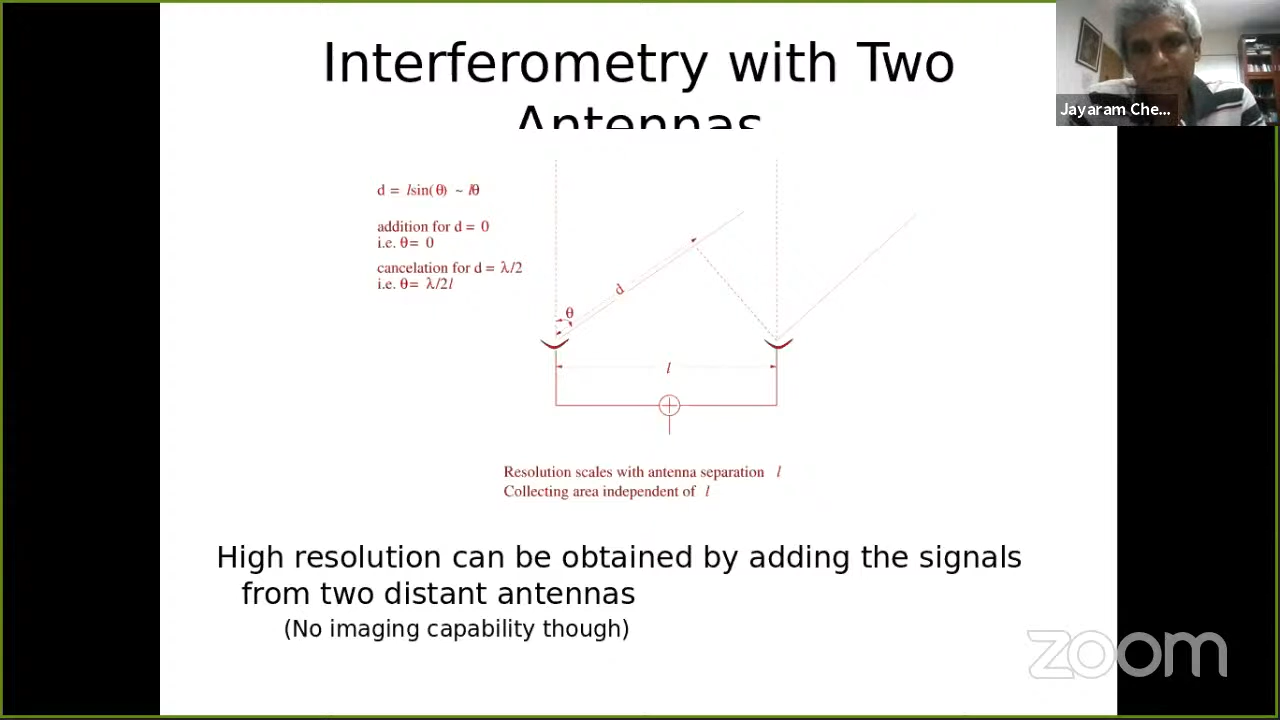 Interferometry with Two
Antennas
Jayaram Che...
d = lsin(θ) ~ lθ
addition for d = 0
i.e. θ= 0
cancelation for d = λ/2
i.e. θ= λ/2l
θ
d
l
Resolution scales with antenna separation l
Collecting area independent of l
High resolution can be obtained by adding the signals
from two distant antennas
(No imaging capability though)
zoom